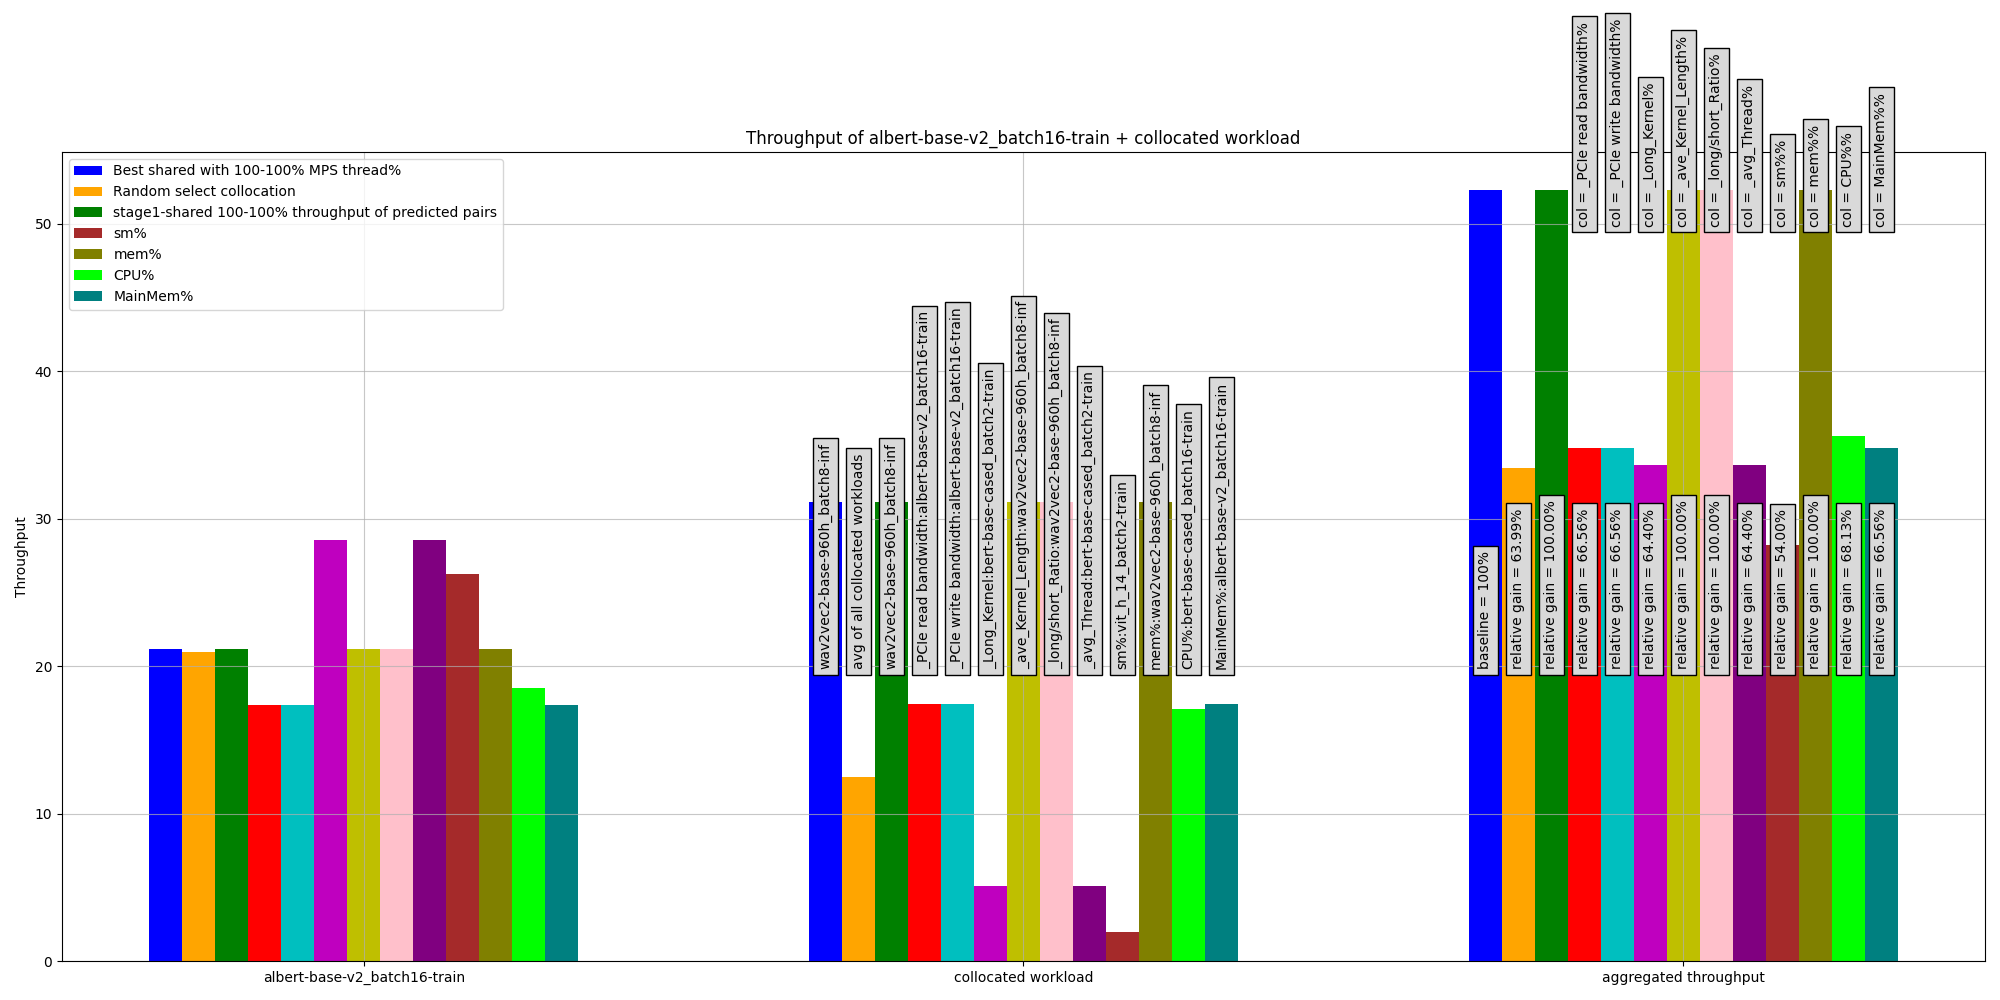 Throughput of albert-base-v2_batch16-train + collocated workload
Best shared with 100-100% MPS thread%
Random select collocation
stage1-shared 100-100% throughput of predicted pairs
sm%
mem%
CPU%
MainMem%
Throughput
50
40
30
20
10
0
wav2vec2-base-960h_batch8-inf
avg of all collocated workloads
wav2vec2-base-960h_batch8-inf
_PCIe read bandwidth:albert-base-v2_batch16-train
_PCIe write bandwidth:albert-base-v2_batch16-train
_Long_Kernel:bert-base-cased_batch2-train
_ave_Kernel_Length:wav2vec2-base-960h_batch8-inf
_long/short_Ratio:wav2vec2-base-960h_batch8-inf
_avg_Thread:bert-base-cased_batch2-train
sm%:vit_h_14_batch2-train
mem%:wav2vec2-base-960h_batch8-inf
CPU%:bert-base-cased_batch16-train
MainMem%:albert-base-v2_batch16-train
col = _PCIe read bandwidth%
col = _PCIe write bandwidth%
col = _Long_Kernel%
col = _ave_Kernel_Length%
col = _long/short_Ratio%
col = _avg_Thread%
col = sm%%
col = mem%%
col = CPU%%
col = MainMem%%
baseline = 100%
relative gain = 63.99%
relative gain = 100.00%
relative gain = 66.56%
relative gain = 66.56%
relative gain = 64.40%
relative gain = 100.00%
relative gain = 100.00%
relative gain = 64.40%
relative gain = 54.00%
relative gain = 100.00%
relative gain = 68.13%
relative gain = 66.56%
albert-base-v2_batch16-train
collocated workload
aggregated throughput